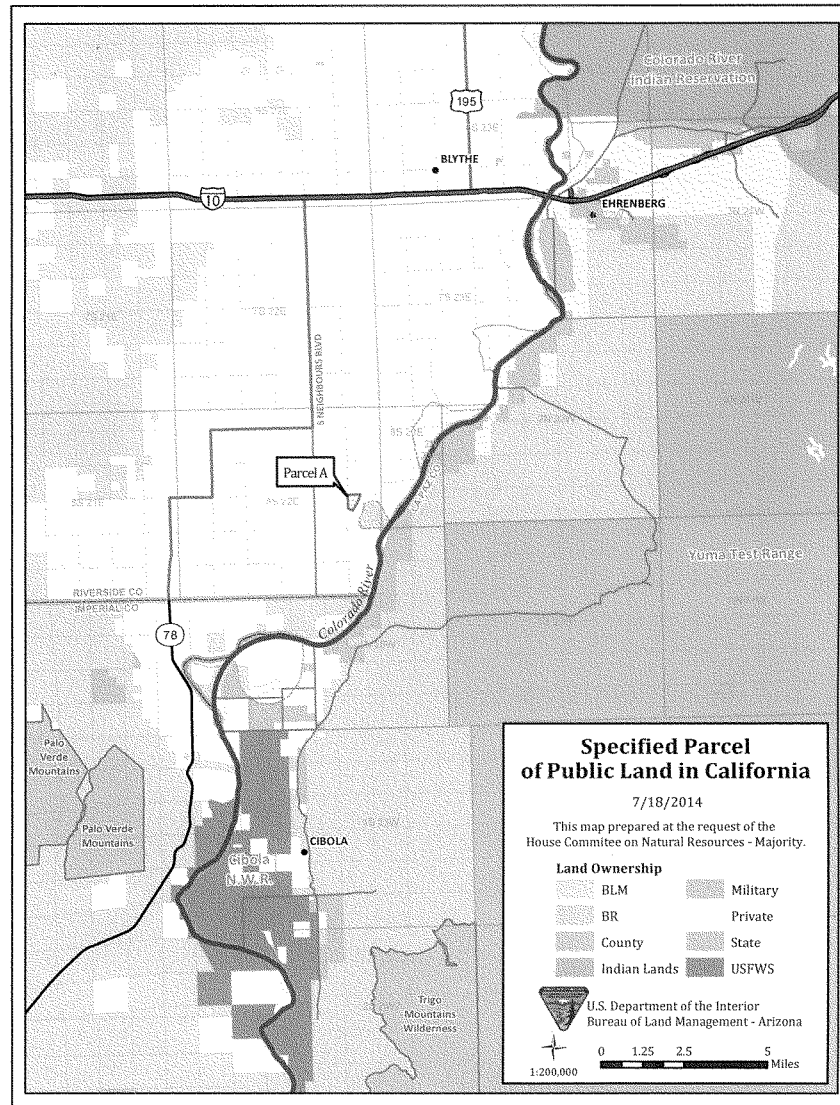 Colorado River
Indian Reservation
195
6S 22E
BLYTHE
10
EHRENBERG
S NEIGHBOURS BLVD
Parcel A
RIVERSIDE CO
IMPERIAL CO
78
Colorado River
Yuma Test Range
Palo
Verde
Mountains
Palo Verde
Mountains
CIBOLA
Cibola
N.W.R.
Trigo
Mountains
Wilderness
Specified Parcel
of Public Land in California
7/18/2014
This map prepared at the request of the
House Commitee on Natural Resources - Majority.
Land Ownership
BLM
BR
County
Indian Lands
Military
Private
State
USFWS
U.S. Department of the Interior
Bureau of Land Management - Arizona
1:200,000
0 1.25 2.5 5
Miles